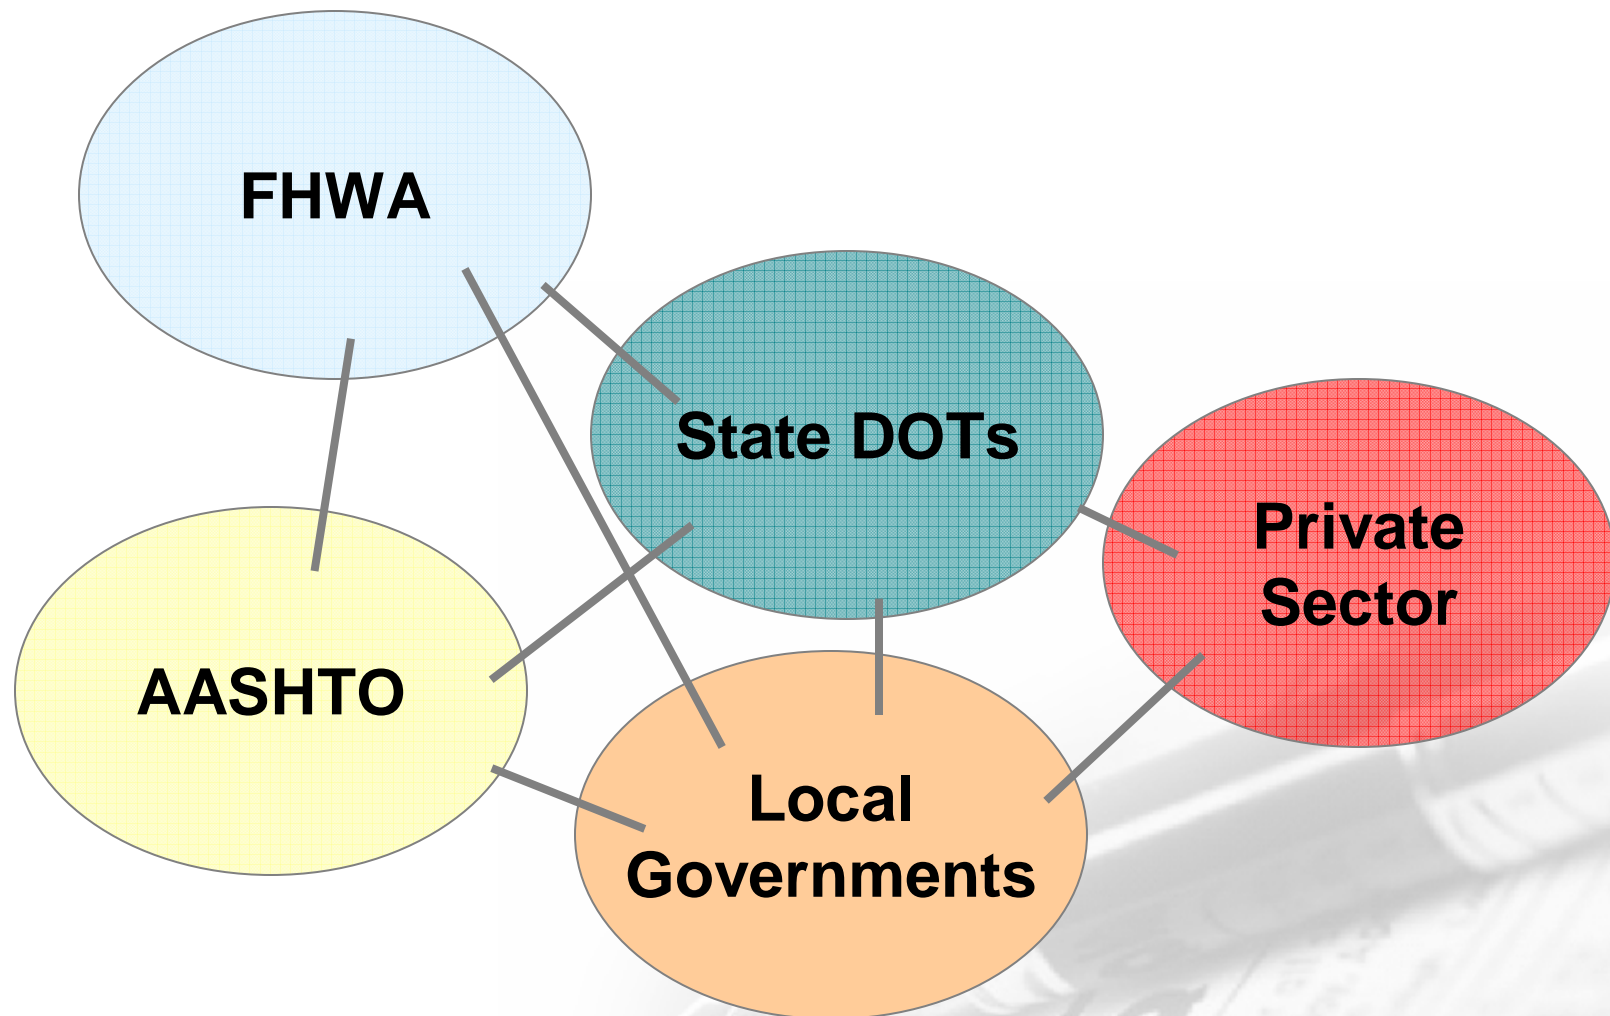 FHWA
State DOTs
Private
Sector
AASHTO
Local
Governments